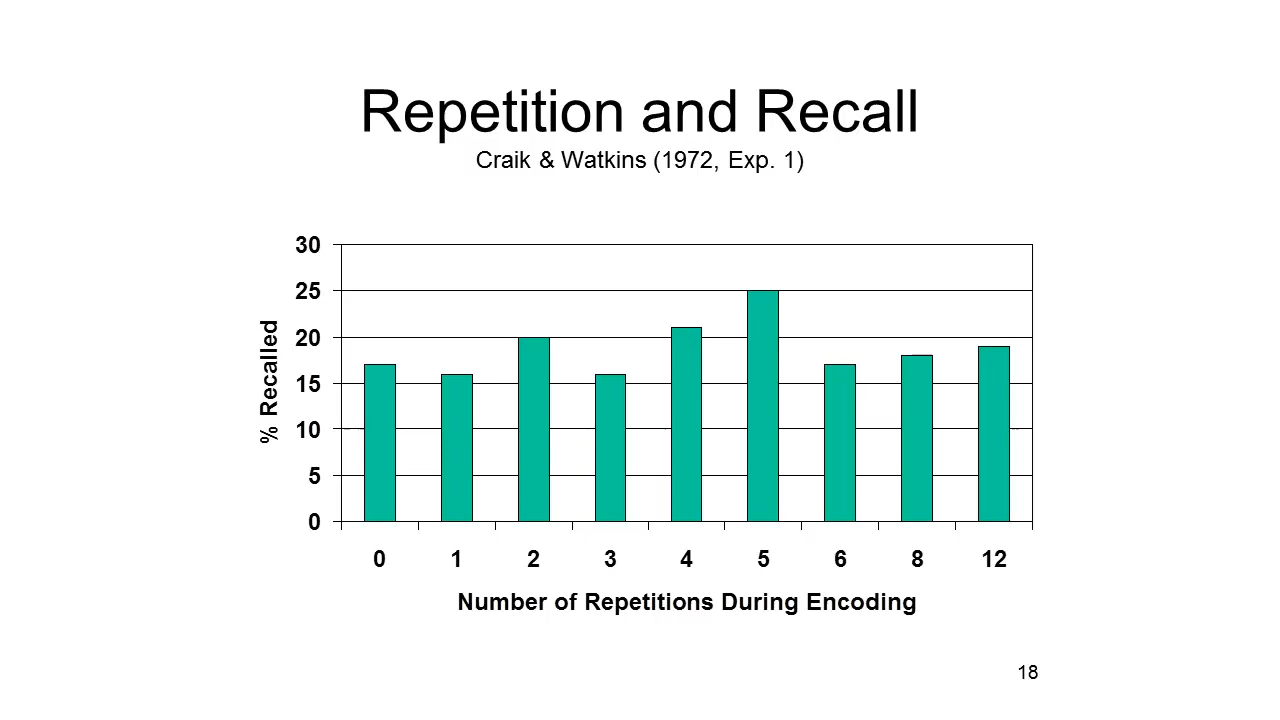 Repetition and Recall
Craik & Watkins (1972, Exp. 1)
30
25
20
15
10
5
0
% Recalled
0 1 2 3 4 5 6 8 12
Number of Repetitions During Encoding
18